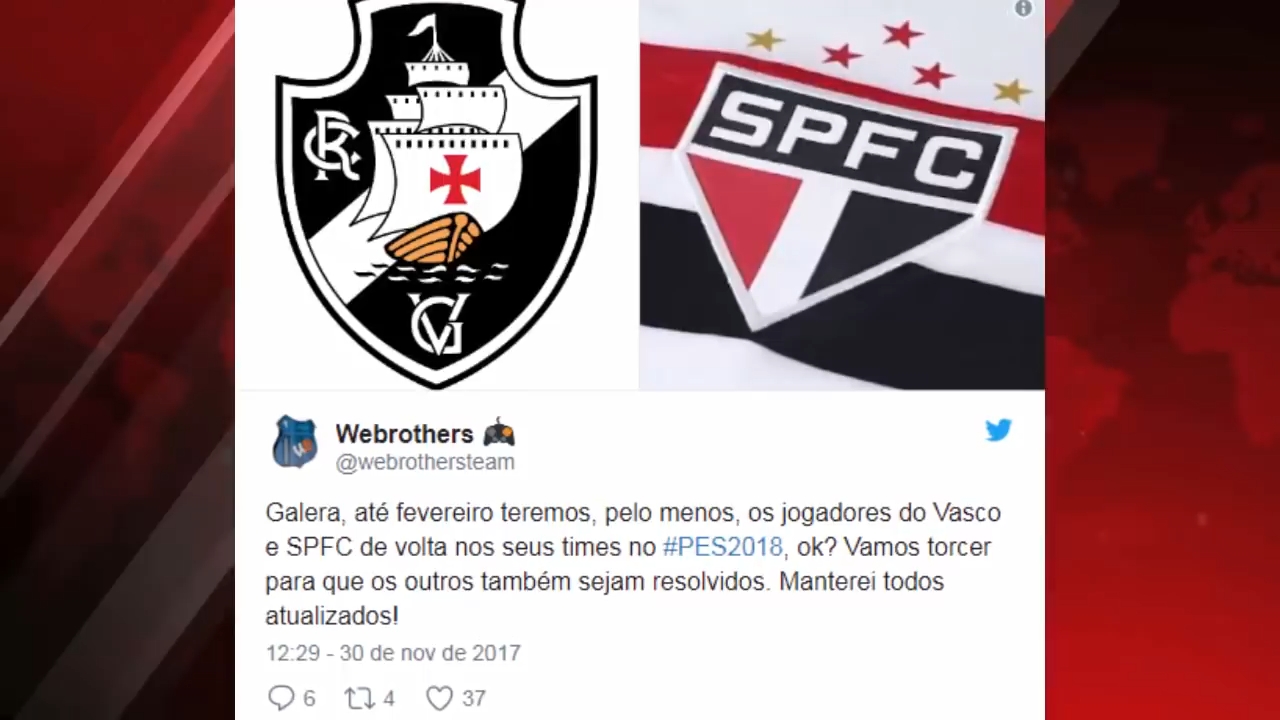 SPFC
Webrothers
@webrothersteam
Galera, até fevereiro teremos, pelo menos, os jogadores do Vasco
e SPFC de volta nos seus times no #PES2018, ok? Vamos torcer
para que os outros também sejam resolvidos. Manterei todos
atualizados!
12:29 - 30 de nov de 2017
6 4 37